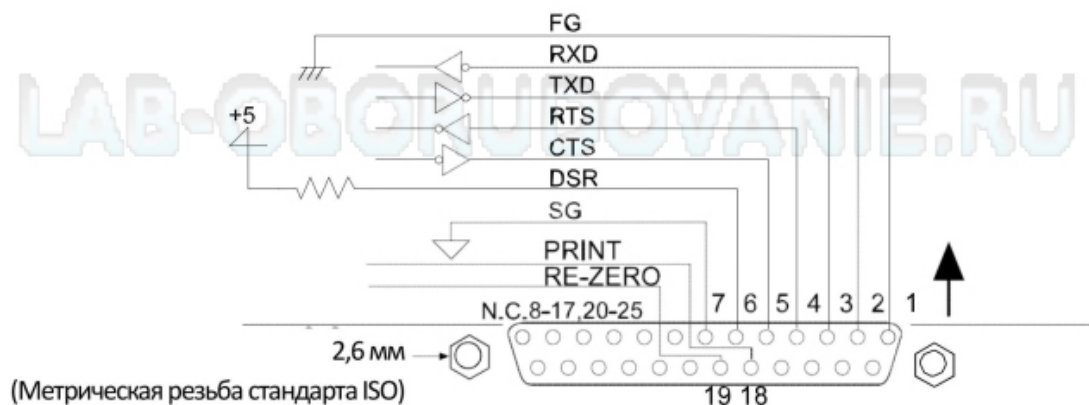 FG
RXD
LAB-OBORUDOVANIE.RU
TXD
+5
RTS
CTS
DSR
SG
PRINT
RE-ZERO
N.C.8-17,20-25
7 6 5 4 3 2 1
2,6 мм
(Метрическая резьба стандарта ISO)
19 18